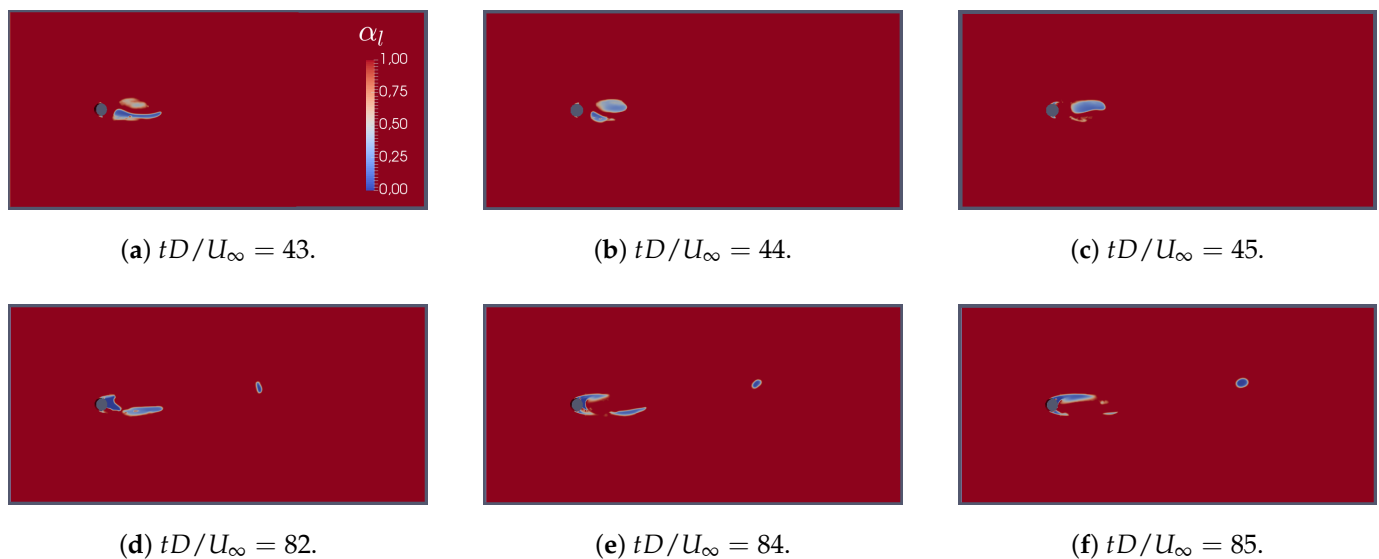 α_l
1,00
0,75
0,50
0,25
0,00
(a) tD/U∞ = 43.
(b) tD/U∞ = 44.
(c) tD/U∞ = 45.
(d) tD/U∞ = 82.
(e) tD/U∞ = 84.
(f) tD/U∞ = 85.